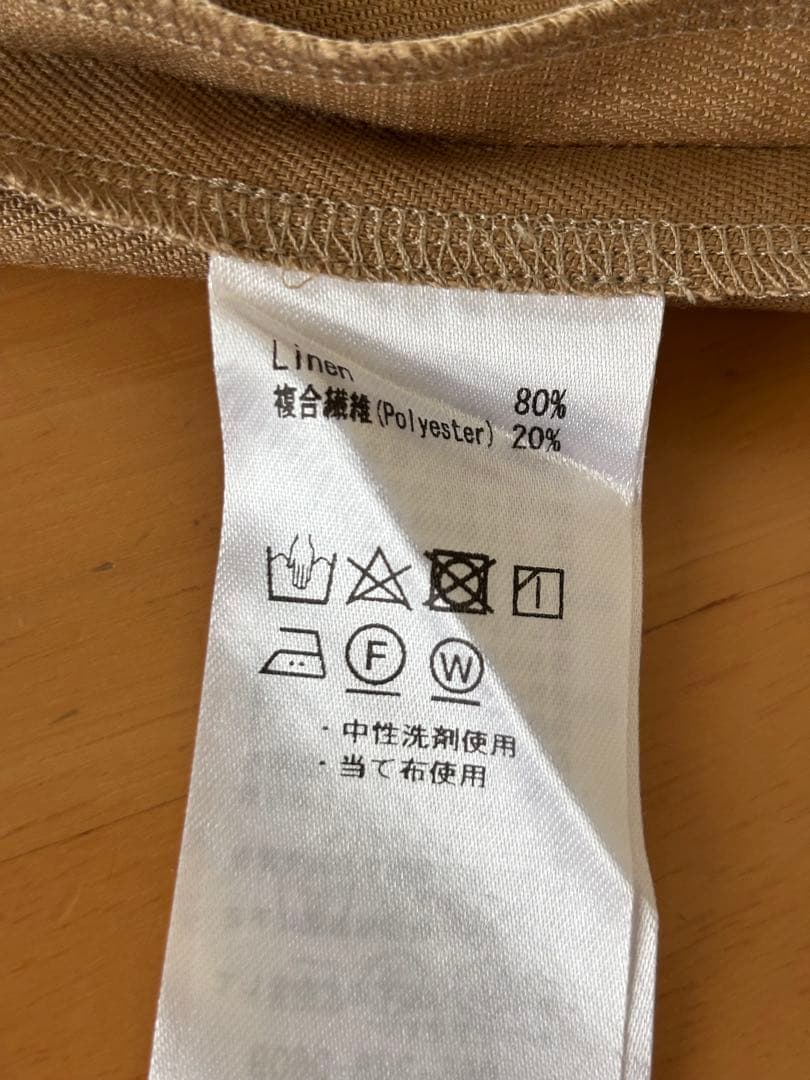 Linen 80%
複合繊維(Polyester) 20%
F W
・中性洗剤使用
・当て布使用